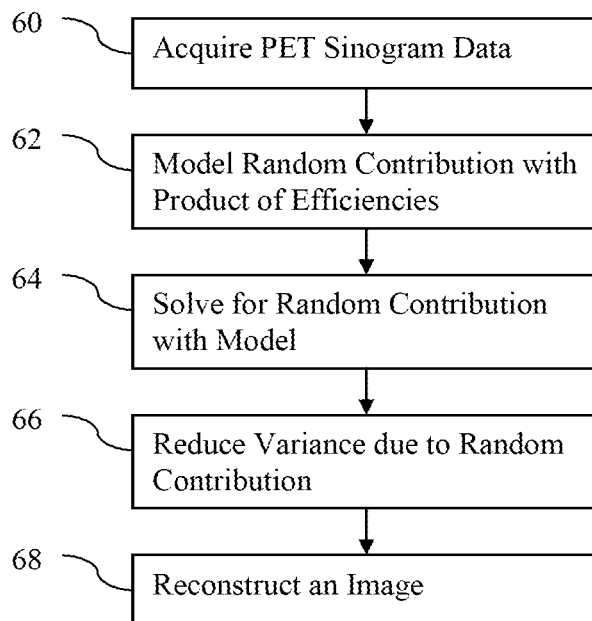 60
Acquire PET Sinogram Data
62
Model Random Contribution with
Product of Efficiencies
64
Solve for Random Contribution
with Model
66
Reduce Variance due to Random
Contribution
68
Reconstruct an Image